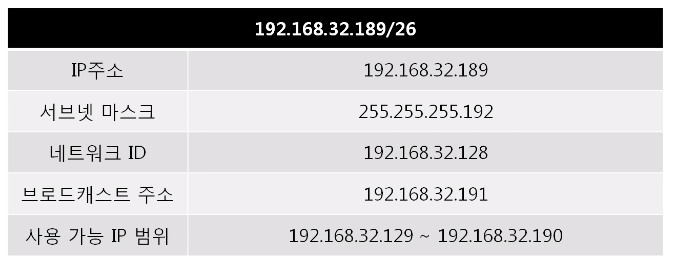 192.168.32.189/26
IP주소 192.168.32.189
서브넷 마스크 255.255.255.192
네트워크 ID 192.168.32.128
브로드캐스트 주소 192.168.32.191
사용 가능 IP 범위 192.168.32.129 ~ 192.168.32.190